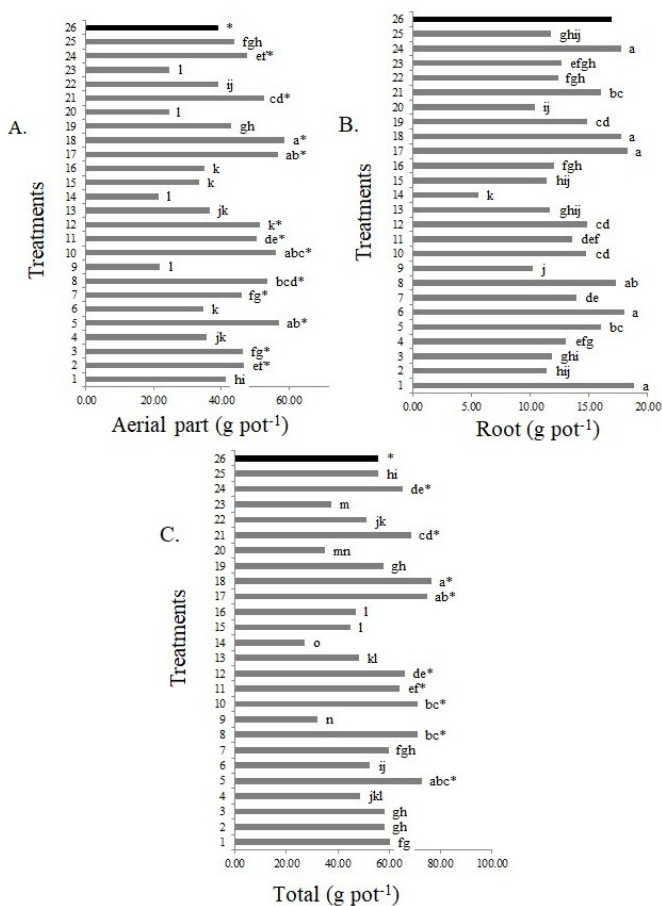 A.
Treatments
26 *
25 fgh
24 ef*
23 l
22 ij
21 cd*
20 l
19 gh
18 a*
17 ab*
16 k
15 k
14 l
13 jk
12 k*
11 de*
10 abc*
9 l
8 bcd*
7 fg*
6 k
5 ab*
4 jk
3 fg*
2 ef*
1 hi
0.00 20.00 40.00 60.00
Aerial part (g pot-1)
B.
Treatments
26
25 ghij
24 a
23 efgh
22 fgh
21 bc
20 ij
19 cd
18 a
17 a
16 fgh
15 hij
14 k
13 ghij
12 cd
11 def
10 cd
9 j
8 ab
7 de
6 a
5 bc
4 efg
3 ghi
2 hij
1 a
0.00 5.00 10.00 15.00 20.00
Root (g pot-1)
C.
Treatments
26 *
25 hi
24 de*
23 m
22 jk
21 cd*
20 mn
19 gh
18 a*
17 ab*
16 l
15 l
14 o
13 kl
12 de*
11 ef*
10 bc*
9 n
8 bc*
7 fgh
6 ij
5 abc*
4 jkl
3 gh
2 gh
1 fg
0.00 20.00 40.00 60.00 80.00 100.00
Total (g pot-1)